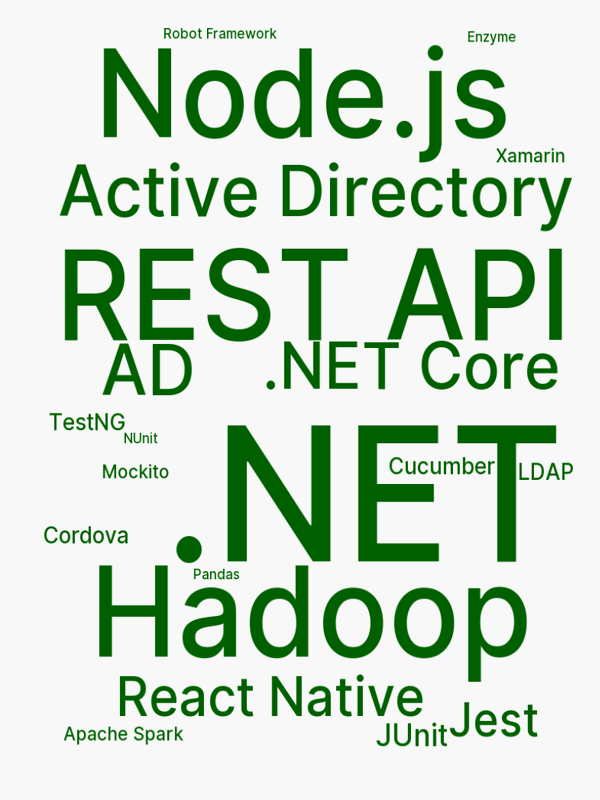 Robot Framework
Enzyme
Node.js
Xamarin
Active Directory
REST API
AD
.NET Core
TestNG
NUnit
.NET
Cucumber
LDAP
Mockito
Cordova
Pandas
Hadoop
React Native
Jest
Apache Spark
JUnit